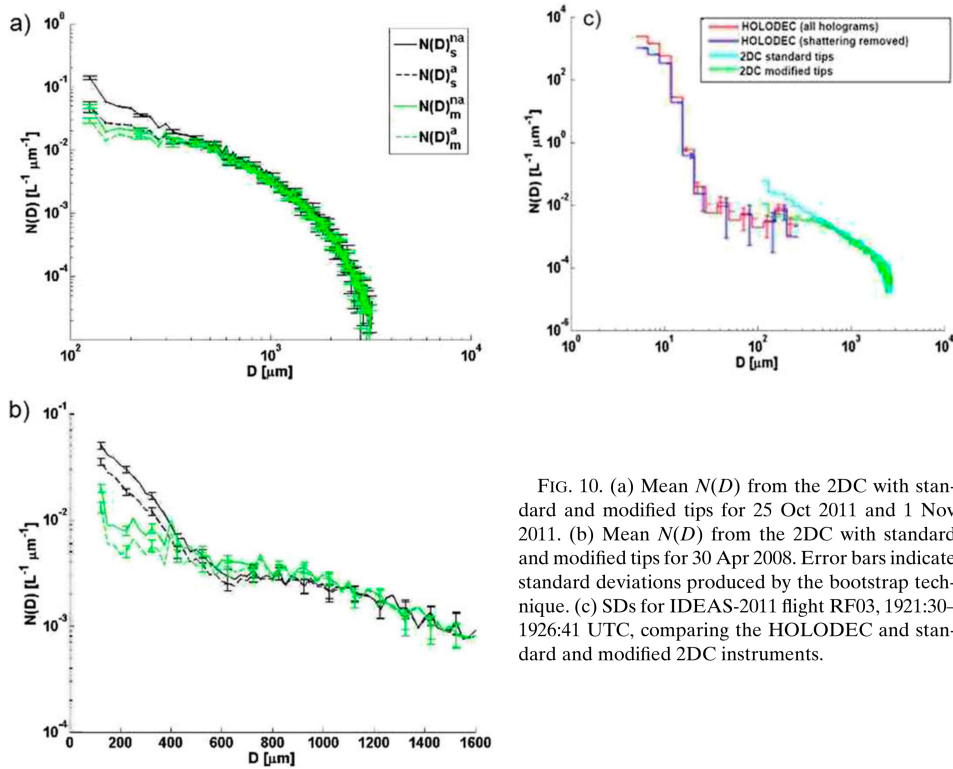 a)
10^0
10^-1
10^-2
10^-3
10^-4
N(D) [L^-1 μm^-1]
10^2
10^3
10^4
D [μm]
N(D)_s^na
N(D)_s^a
N(D)_m^na
N(D)_m^a
c)
10^4
10^2
10^0
10^-2
10^-4
10^-6
N(D) [L^-1 μm^-1]
10^0
10^1
10^2
10^3
10^4
D [μm]
HOLODEC (all holograms)
HOLODEC (shattering removed)
2DC standard tips
2DC modified tips
b)
10^-1
10^-2
10^-3
10^-4
N(D) [L^-1 μm^-1]
0 200 400 600 800 1000 1200 1400 1600
D [μm]
FIG. 10. (a) Mean N(D) from the 2DC with stan-
dard and modified tips for 25 Oct 2011 and 1 Nov
2011. (b) Mean N(D) from the 2DC with standard
and modified tips for 30 Apr 2008. Error bars indicate
standard deviations produced by the bootstrap tech-
nique. (c) SDs for IDEAS-2011 flight RF03, 1921:30–
1926:41 UTC, comparing the HOLODEC and stan-
dard and modified 2DC instruments.